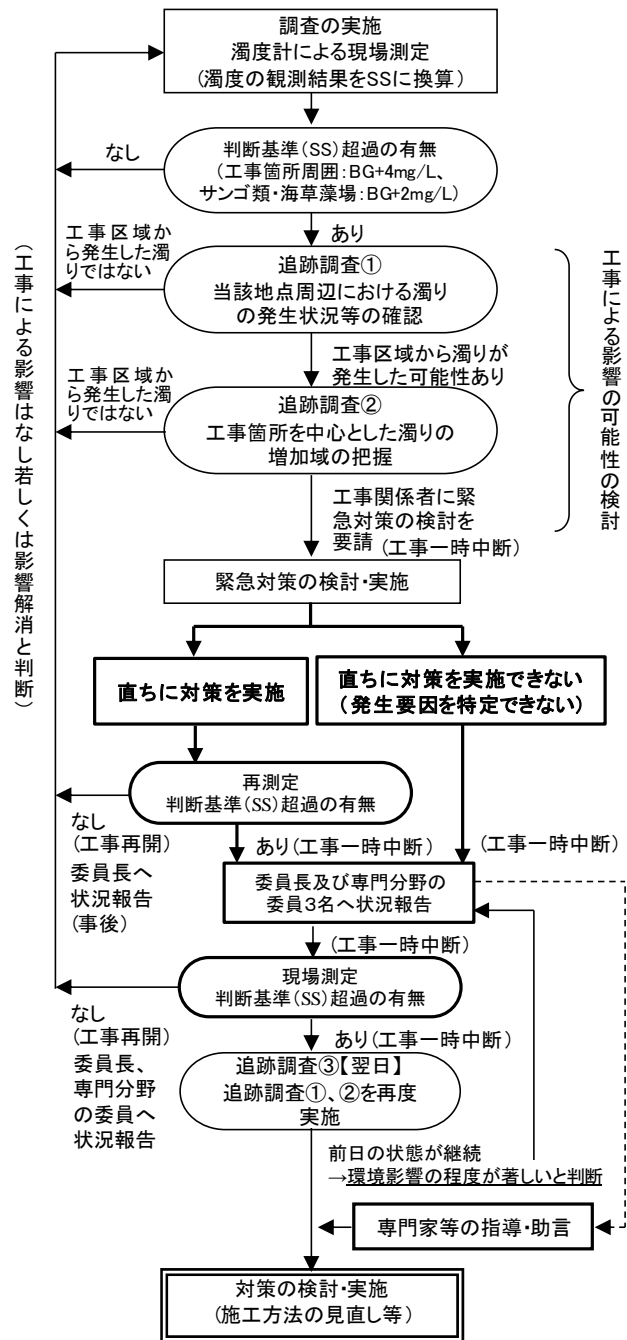 調査の実施
濁度計による現場測定
(濁度の観測結果をSSに換算)
なし
判断基準(SS)超過の有無
(工事箇所周囲:BG+4mg/L、
サンゴ類・海草藻場:BG+2mg/L)
あり
工事区域か
ら発生した濁
りではない
追跡調査①
当該地点周辺における濁り
の発生状況等の確認
工事区域から濁りが
発生した可能性あり
工事区域か
ら発生した濁
りではない
追跡調査②
工事箇所を中心とした濁りの
増加域の把握
工事による影響の可能性の検討
(工事による影響はなし若しくは影響解消と判断)
工事関係者に緊
急対策の検討を
要請 (工事一時中断)
緊急対策の検討・実施
直ちに対策を実施
直ちに対策を実施できない
(発生要因を特定できない)
再測定
判断基準(SS)超過の有無
なし
(工事再開)
委員長へ
状況報告
(事後)
あり(工事一時中断)
(工事一時中断)
委員長及び専門分野の
委員3名へ状況報告
(工事一時中断)
現場測定
判断基準(SS)超過の有無
なし
(工事再開)
委員長、
専門分野
の委員へ
状況報告
あり(工事一時中断)
追跡調査③【翌日】
追跡調査①、②を再度
実施
前日の状態が継続
→環境影響の程度が著しいと判断
専門家等の指導・助言
対策の検討・実施
(施工方法の見直し等)